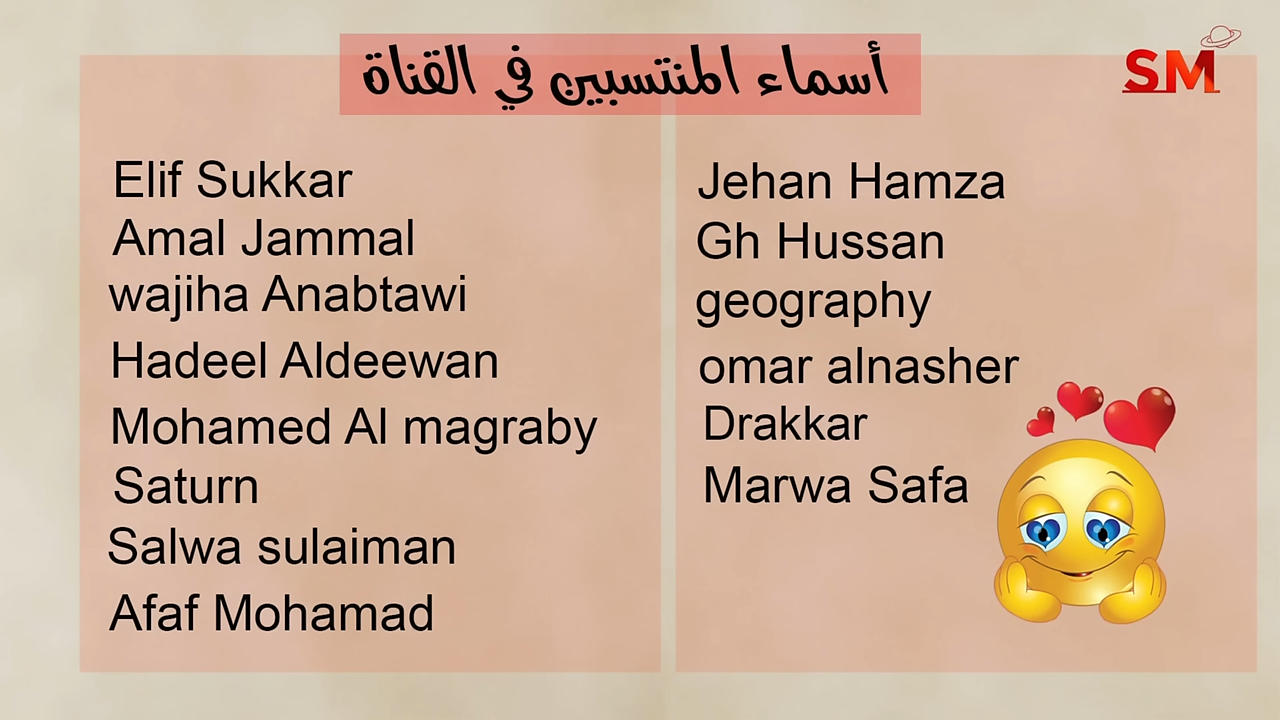 أسماء المنتسبين في القناة
SM
Elif Sukkar
Amal Jammal
wajiha Anabtawi
Hadeel Aldeewan
Mohamed Al magraby
Saturn
Salwa sulaiman
Afaf Mohamad
Jehan Hamza
Gh Hussan
geography
omar alnasher
Drakkar
Marwa Safa